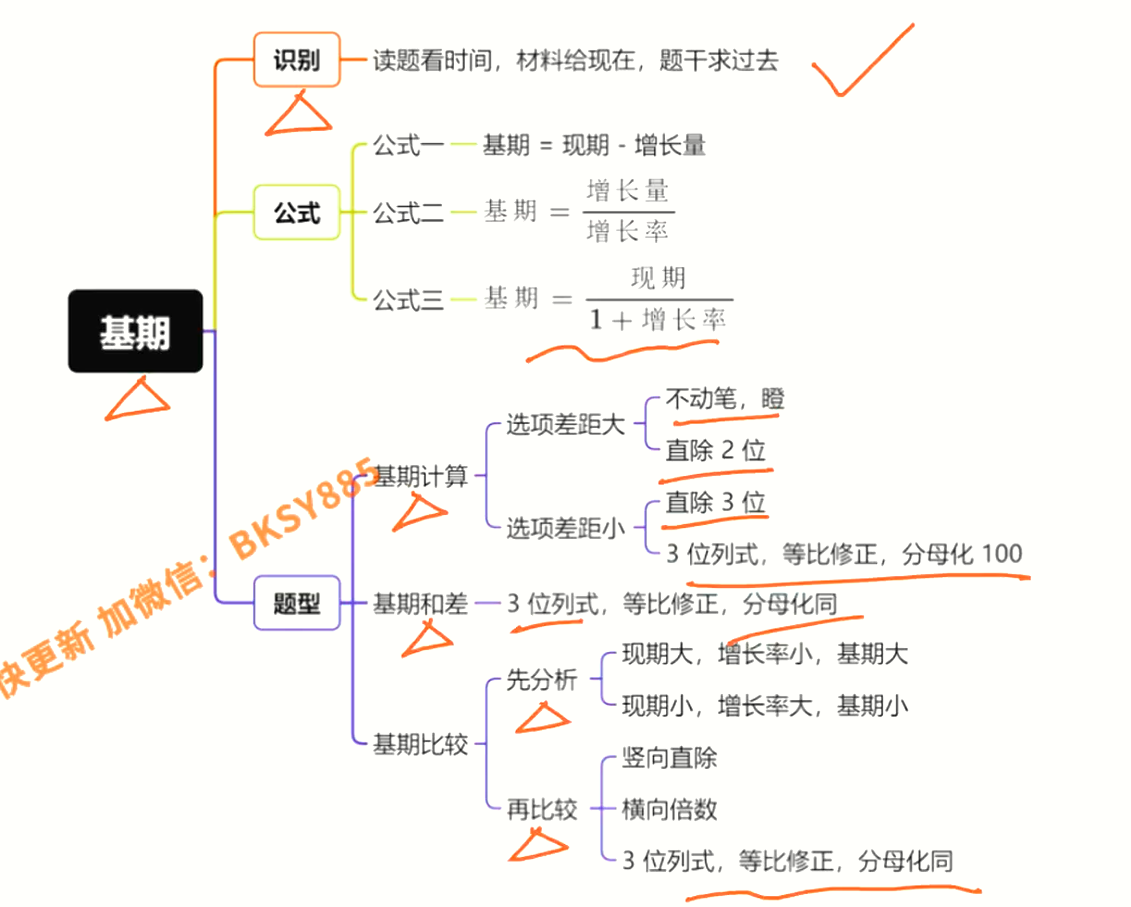 识别
读题看时间，材料给现在，题干求过去
公式一
基期 = 现期 - 增长量
公式
公式二
基期 = 增长量 / 增长率
公式三
基期 = 现期 / 1 + 增长率
基期
基期计算
选项差距大
不动笔，瞪
直除 2 位
选项差距小
直除 3 位
3 位列式，等比修正，分母化 100
快更新 加微信：BKSY885
题型
基期和差
3 位列式，等比修正，分母化同
基期比较
先分析
现期大，增长率小，基期大
现期小，增长率大，基期小
再比较
竖向直除
横向倍数
3 位列式，等比修正，分母化同